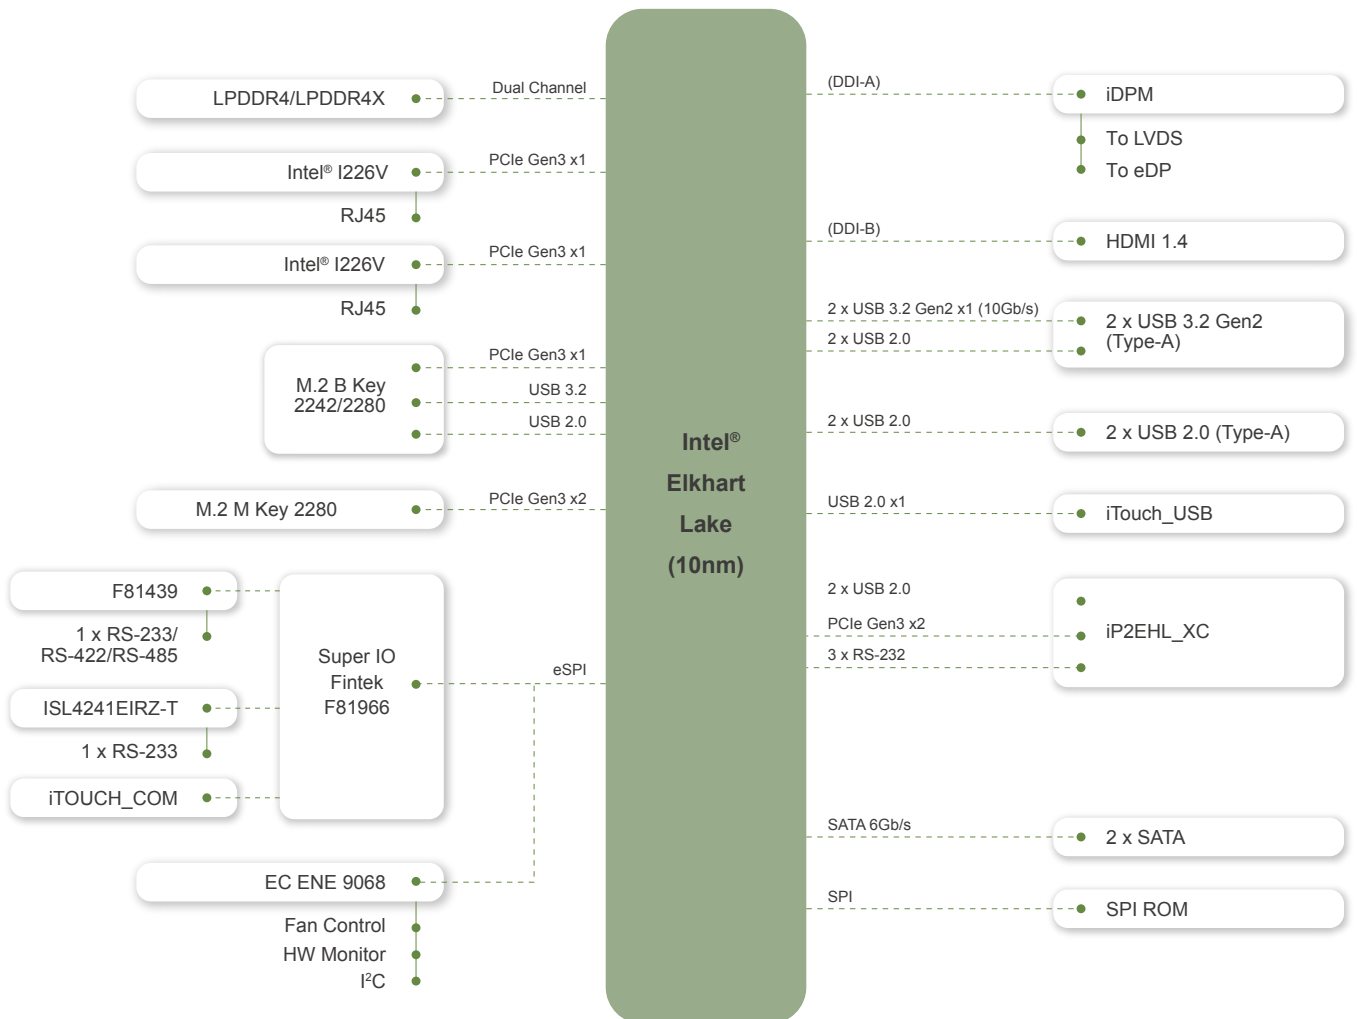 Dual Channel
LPDDR4/LPDDR4X
PCIe Gen3 x1
Intel® I226V
RJ45
PCIe Gen3 x1
Intel® I226V
RJ45
PCIe Gen3 x1
M.2 B Key
2242/2280
USB 3.2
USB 2.0
PCIe Gen3 x2
M.2 M Key 2280
F81439
1 x RS-233/
RS-422/RS-485
Super IO
Fintek
F81966
eSPI
ISL4241EIRZ-T
1 x RS-233
iTOUCH_COM
EC ENE 9068
Fan Control
HW Monitor
I²C
Intel®
Elkhart
Lake
(10nm)
(DDI-A)
iDPM
To LVDS
To eDP
(DDI-B)
HDMI 1.4
2 x USB 3.2 Gen2 x1 (10Gb/s)
2 x USB 2.0
2 x USB 3.2 Gen2
(Type-A)
2 x USB 2.0
2 x USB 2.0 (Type-A)
USB 2.0 x1
iTouch_USB
2 x USB 2.0
PCIe Gen3 x2
3 x RS-232
iP2EHL_XC
SATA 6Gb/s
2 x SATA
SPI
SPI ROM